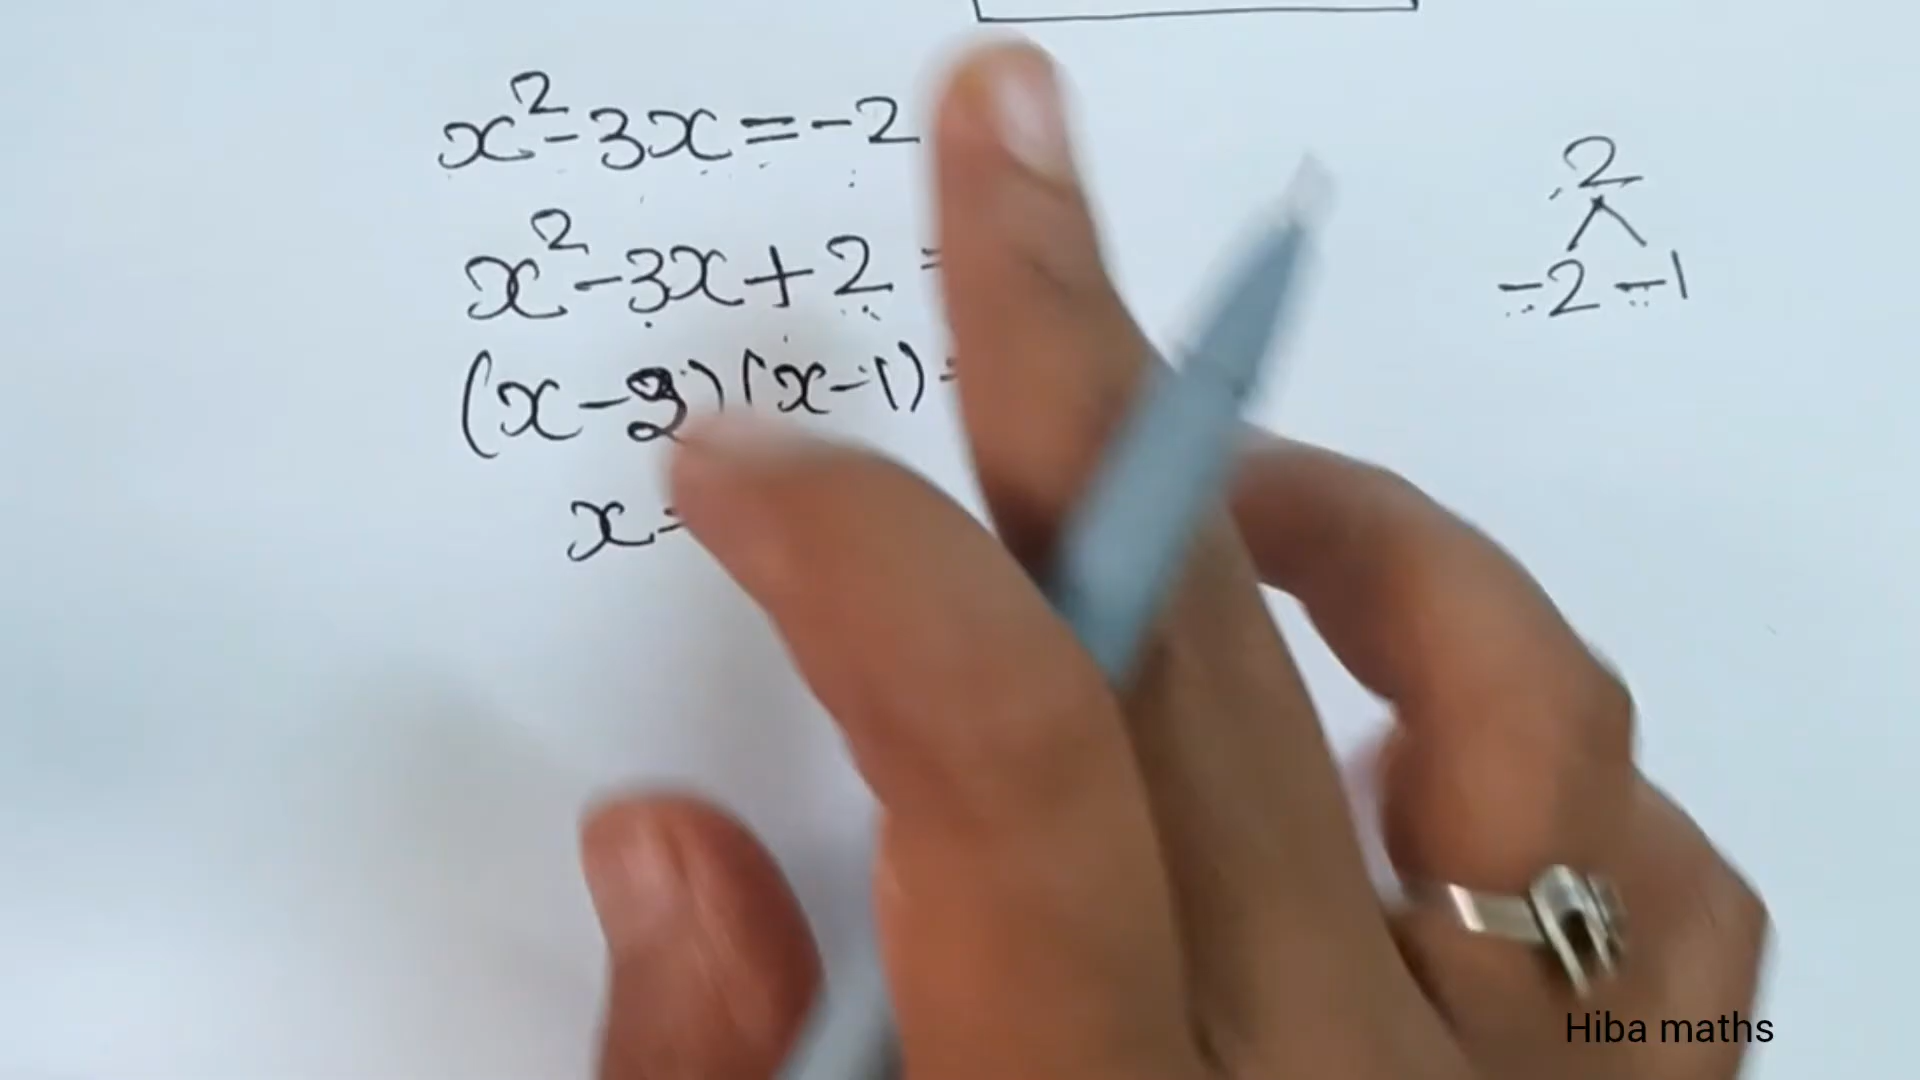 x² - 3x = -2
x² - 3x + 2 =
(x - 2)(x - 1) =
x =
2
-2 -1
Hiba maths